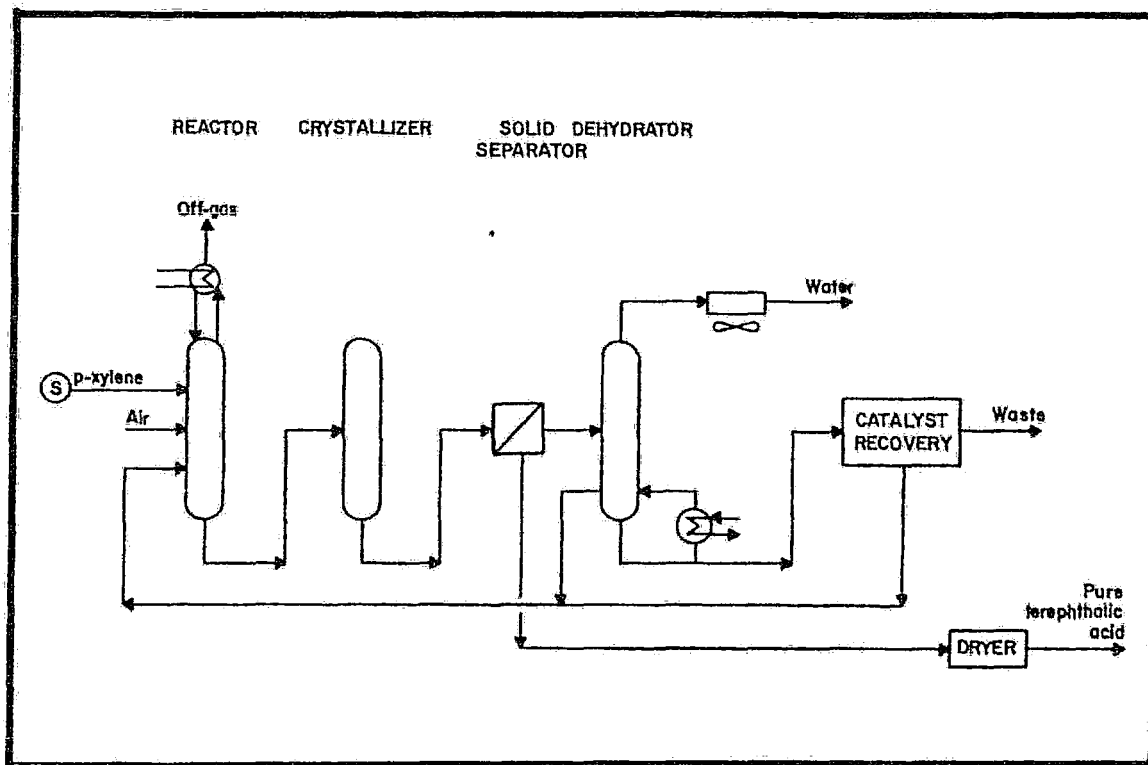 REACTOR CRYSTALLIZER SOLID DEHYDRATOR
SEPARATOR
Off-gas
Water
S p-xylene
Air
CATALYST
RECOVERY
Waste
Pure
terephthalic
acid
DRYER